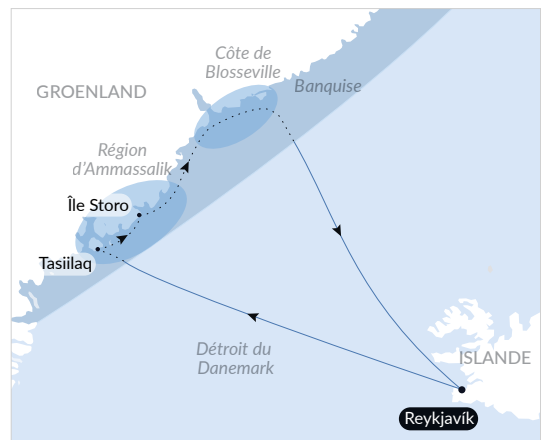 Côte de
Blosseville
GROENLAND
Banquise
Région
d'Ammassalik
Île Storo
Tasiilaq
Détroit du
Danemark
ISLANDE
Reykjavík